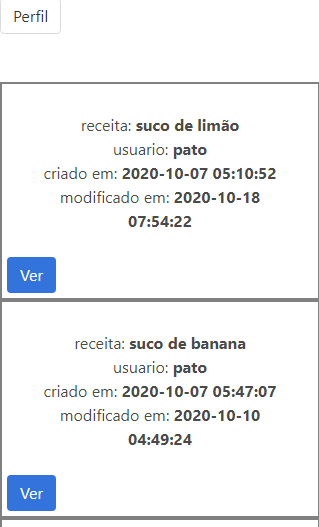 Perfil
receita: suco de limão
usuario: pato
criado em: 2020-10-07 05:10:52
modificado em: 2020-10-18
07:54:22
Ver
receita: suco de banana
usuario: pato
criado em: 2020-10-07 05:47:07
modificado em: 2020-10-10
04:49:24
Ver